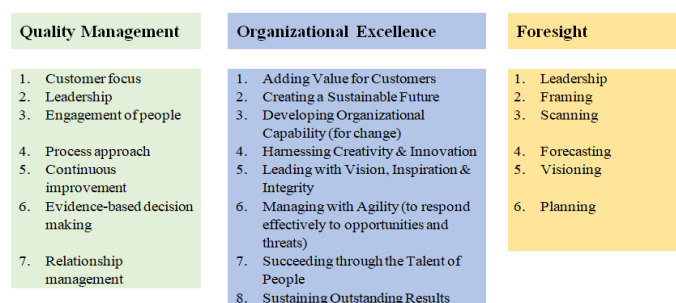 Quality Management
1. Customer focus
2. Leadership
3. Engagement of people
4. Process approach
5. Continuous
improvement
6. Evidence-based decision
making
7. Relationship
management
Organizational Excellence
1. Adding Value for Customers
2. Creating a Sustainable Future
3. Developing Organizational
Capability (for change)
4. Harnessing Creativity & Innovation
5. Leading with Vision, Inspiration &
Integrity
6. Managing with Agility (to respond
effectively to opportunities and
threats)
7. Succeeding through the Talent of
People
8. Sustaining Outstanding Results
Foresight
1. Leadership
2. Framing
3. Scanning
4. Forecasting
5. Visioning
6. Planning